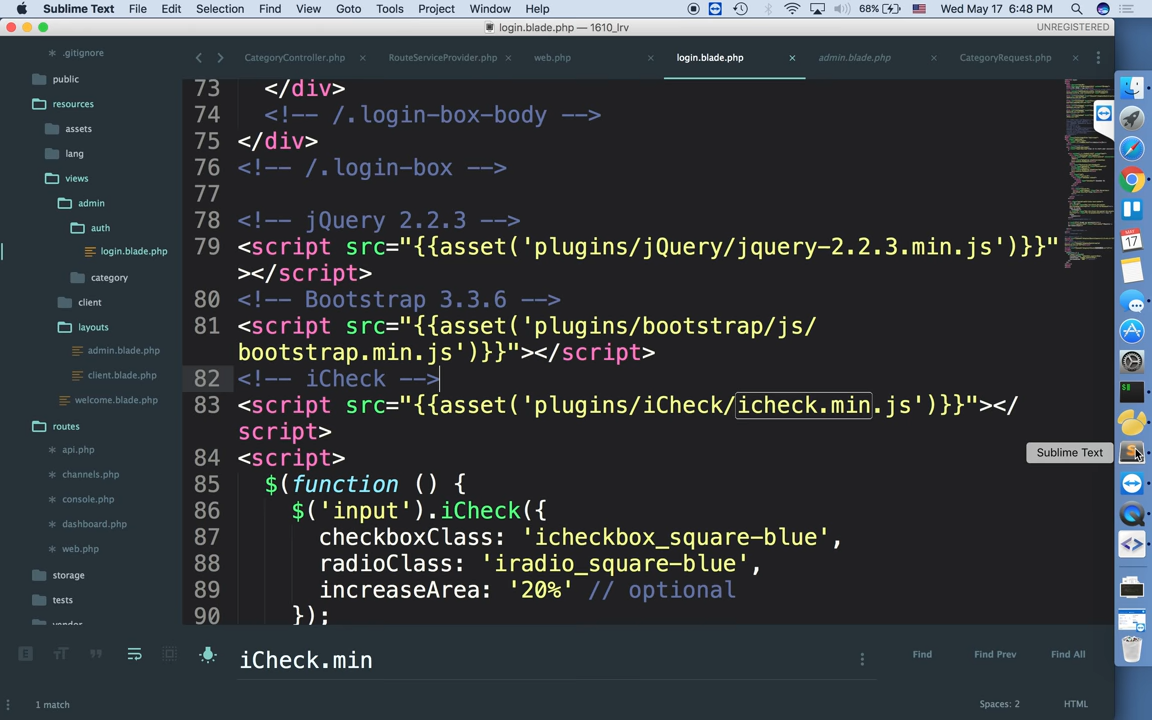 Sublime Text File Edit Selection Find View Goto Tools Project Window Help 68% Wed May 17 6:48 PM
login.blade.php — 1610_lrv UNREGISTERED
CategoryController.php RouteServiceProvider.php web.php login.blade.php admin.blade.php CategoryRequest.php
.gitignore
public
resources
assets
lang
views
admin
auth
login.blade.php
category
client
layouts
admin.blade.php
client.blade.php
welcome.blade.php
routes
api.php
channels.php
console.php
dashboard.php
web.php
storage
tests
vendor
73 </div>
74 <!-- /.login-box-body -->
75 </div>
76 <!-- /.login-box -->
77
78 <!-- jQuery 2.2.3 -->
79 <script src="{{asset('plugins/jQuery/jquery-2.2.3.min.js')}}"
></script>
80 <!-- Bootstrap 3.3.6 -->
81 <script src="{{asset('plugins/bootstrap/js/
bootstrap.min.js')}}"></script>
82 <!-- iCheck -->
83 <script src="{{asset('plugins/iCheck/icheck.min.js')}}"></
script>
84 <script>
85 $(function () {
86 $('input').iCheck({
87 checkboxClass: 'icheckbox_square-blue',
88 radioClass: 'iradio_square-blue',
89 increaseArea: '20%' // optional
90 });
Sublime Text
17
iCheck.min Find Find Prev Find All
1 match Spaces: 2 HTML